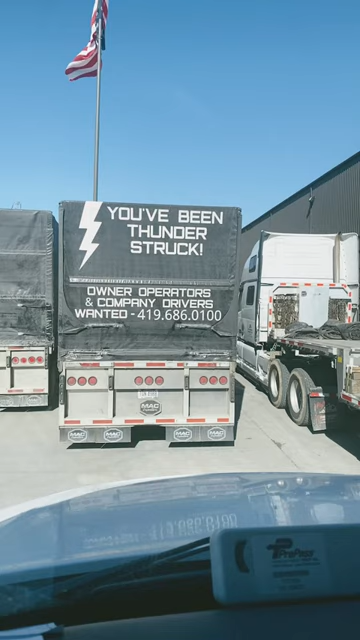 YOU'VE BEEN
THUNDER
STRUCK!
OWNER OPERATORS
& COMPANY DRIVERS
WANTED - 419.686.0100
MAC
MAC
MAC
MAC
MAC
PrePass